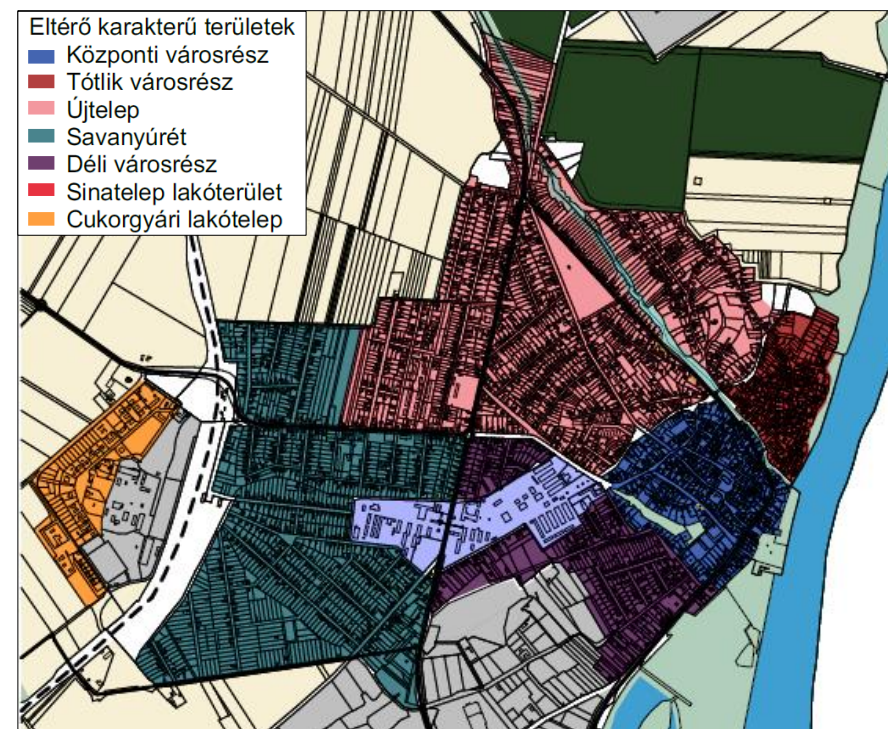 Eltérő karakterű területek
Központi városrész
Tótlik városrész
Újtelep
Savanyúrét
Déli városrész
Sinatelep lakóterület
Cukorgyári lakótelep